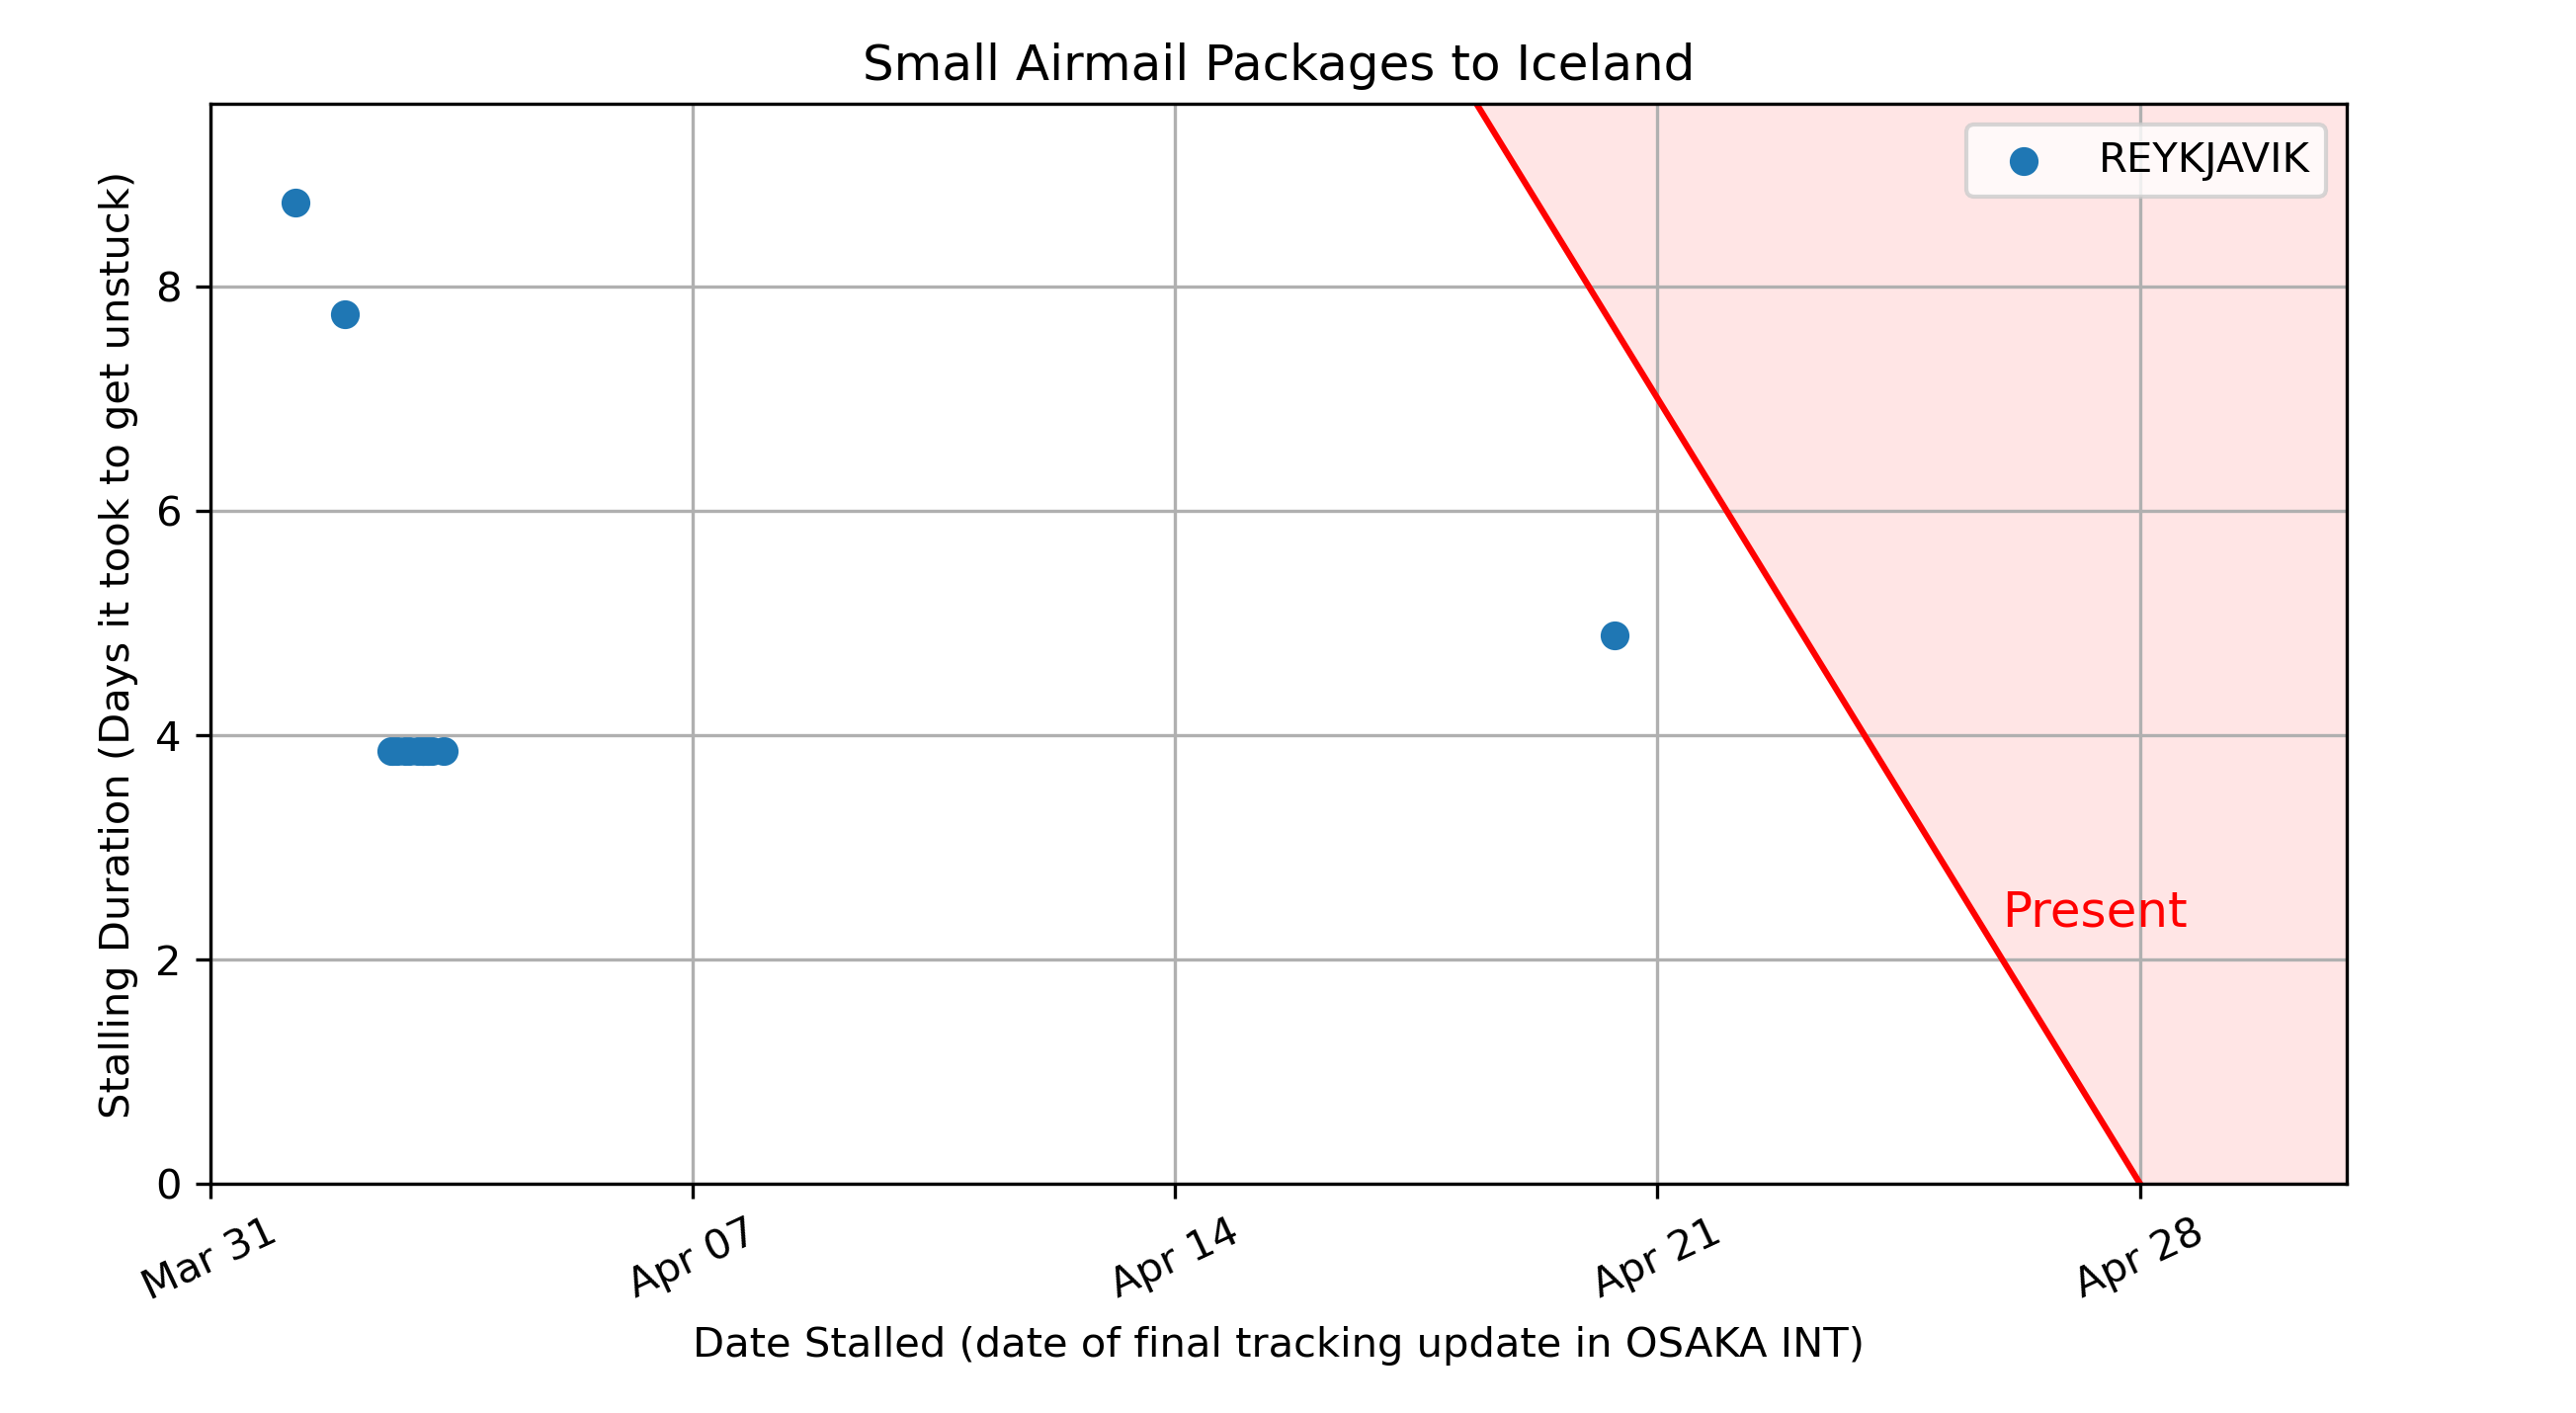 Small Airmail Packages to Iceland
REYKJAVIK
Stalling Duration (Days it took to get unstuck)
8
6
4
2
0
Present
Mar 31
Apr 07
Apr 14
Apr 21
Apr 28
Date Stalled (date of final tracking update in OSAKA INT)